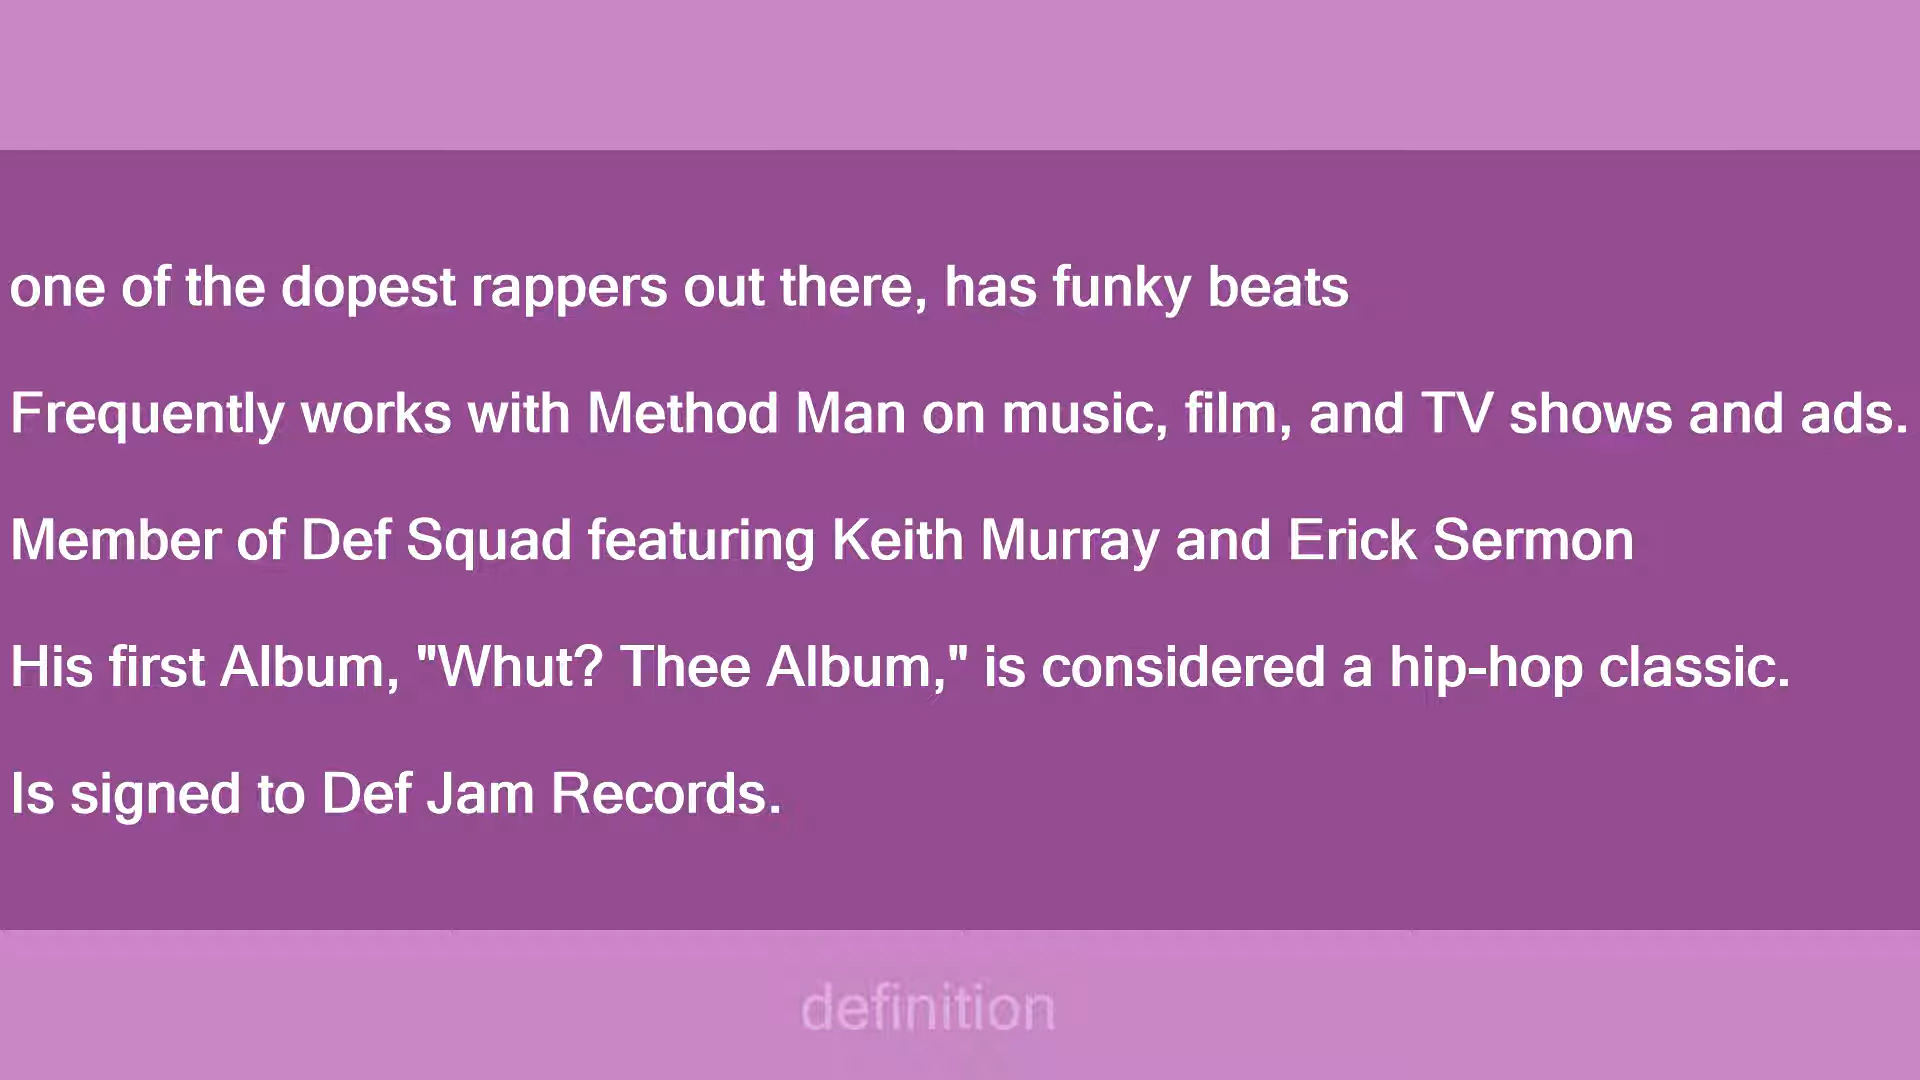 one of the dopest rappers out there, has funky beats
Frequently works with Method Man on music, film, and TV shows and ads.
Member of Def Squad featuring Keith Murray and Erick Sermon
His first Album, "Whut? Thee Album," is considered a hip-hop classic.
Is signed to Def Jam Records.
definition